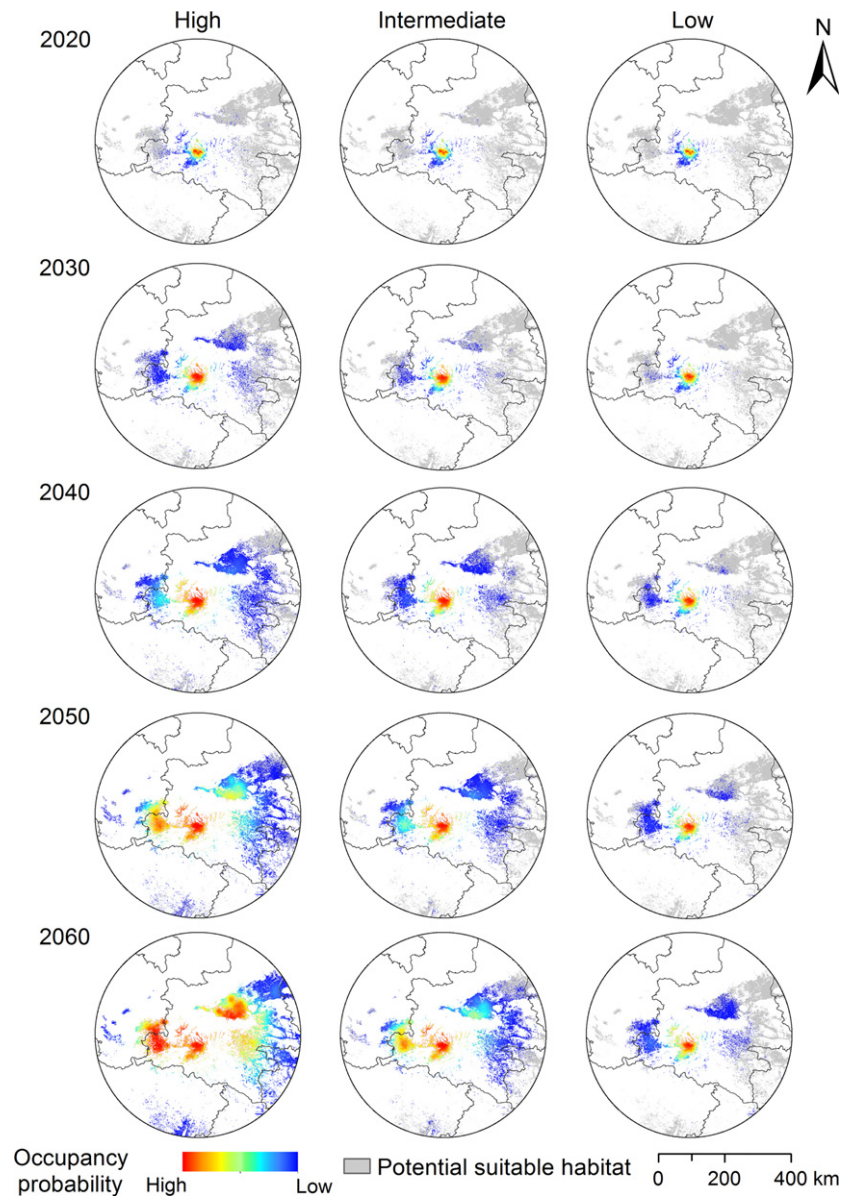 High Intermediate Low
N
2020
2030
2040
2050
2060
Occupancy
probability
High Low
Potential suitable habitat
0 200 400 km